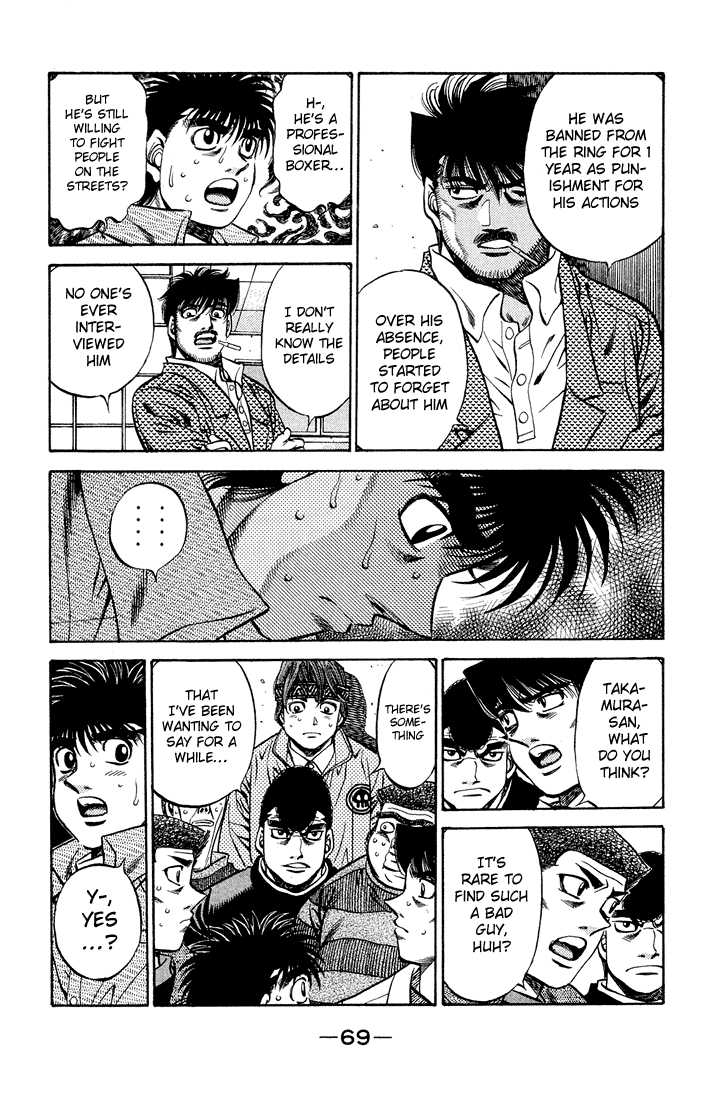 HE WAS
BANNED FROM
THE RING FOR 1
YEAR AS PUN-
ISHMENT FOR
HIS ACTIONS
OVER HIS
ABSENCE,
PEOPLE
STARTED
TO FORGET
ABOUT HIM
H-,
HE'S A
PROFES-
SIONAL
BOXER...
BUT
HE'S STILL
WILLING
TO FIGHT
PEOPLE
ON THE
STREETS?
I DON'T
REALLY
KNOW THE
DETAILS
NO ONE'S
EVER
INTER-
VIEWED
HIM
TAKA-
MURA-
SAN,
WHAT
DO YOU
THINK?
IT'S
RARE TO
FIND SUCH
A BAD
GUY,
HUH?
THERE'S
SOME-
THING
THAT
I'VE BEEN
WANTING TO
SAY FOR A
WHILE...
Y-,
YES
...?
—69—